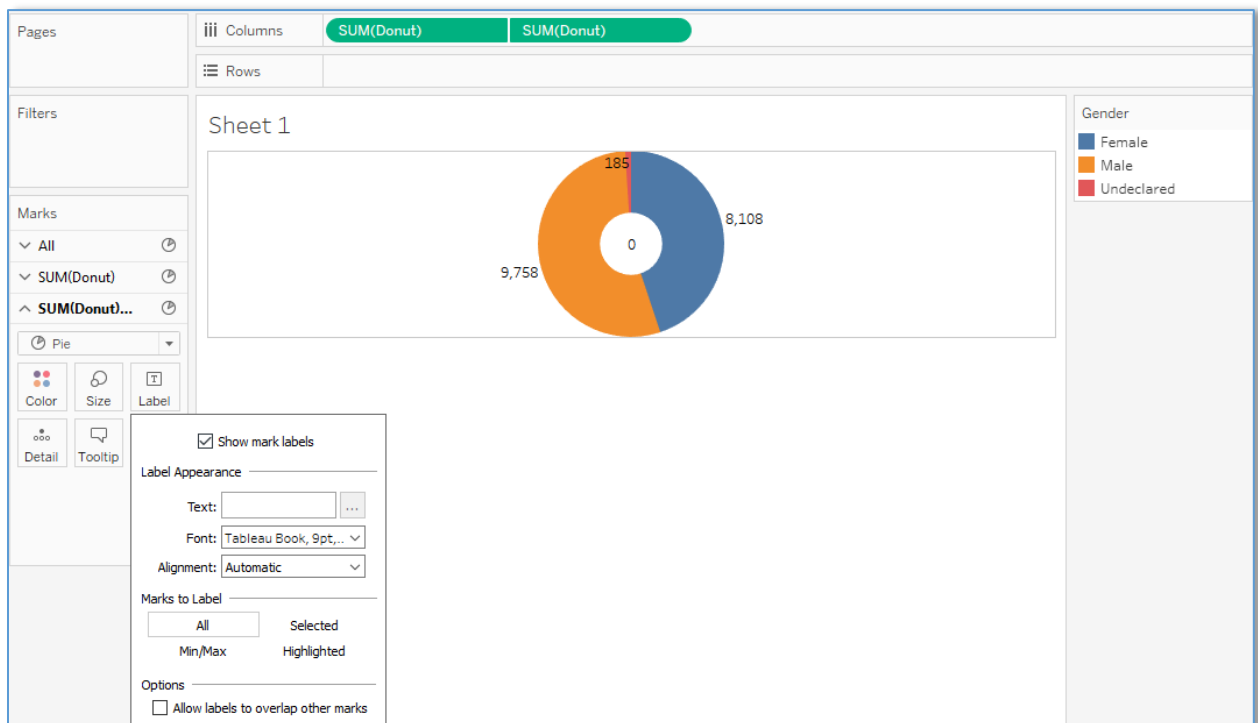 Pages
Columns
SUM(Donut) SUM(Donut)
Rows
Filters
Sheet 1
185
8,108
0
9,758
Gender
Female
Male
Undeclared
Marks
All
SUM(Donut)
SUM(Donut)...
Pie
Color Size Label
Detail Tooltip
Show mark labels
Label Appearance
Text: ...
Font: Tableau Book, 9pt,..
Alignment: Automatic
Marks to Label
All Selected
Min/Max Highlighted
Options
Allow labels to overlap other marks